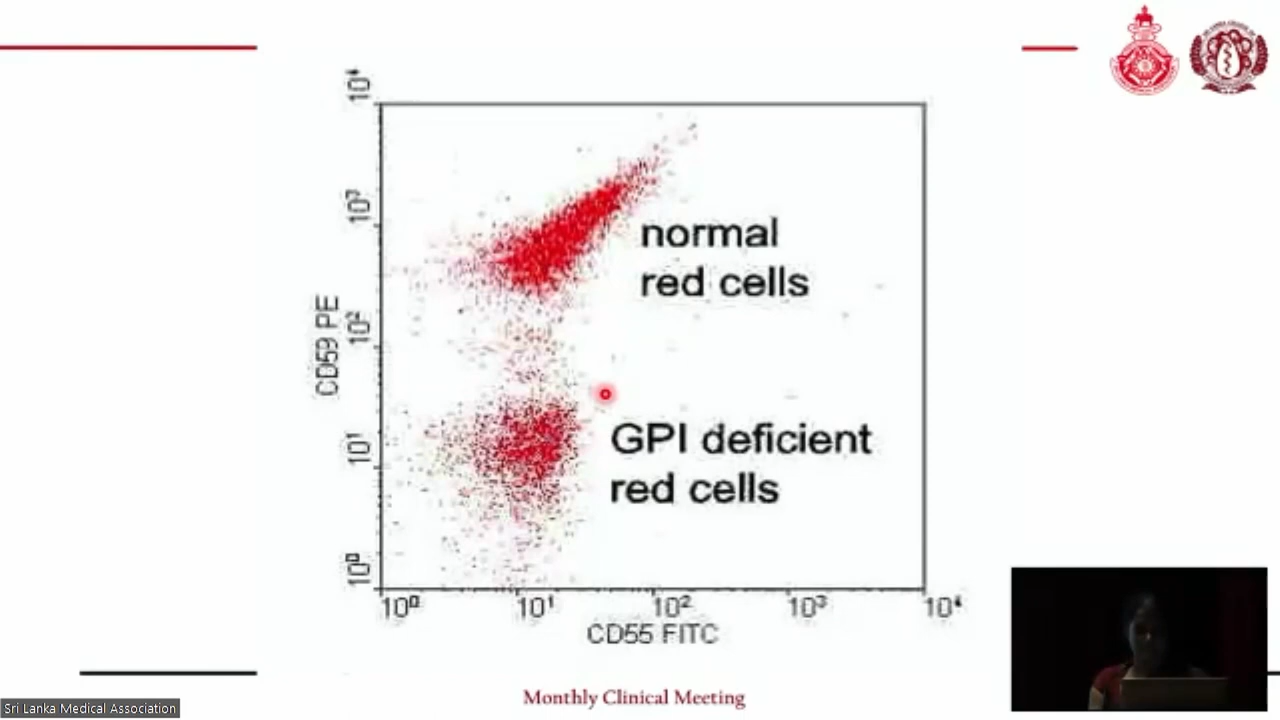 10⁴
10³
10²
10¹
10⁰
CD59 PE
normal
red cells
GPI deficient
red cells
10⁰ 10¹ 10² 10³ 10⁴
CD55 FITC
Monthly Clinical Meeting
Sri Lanka Medical Association